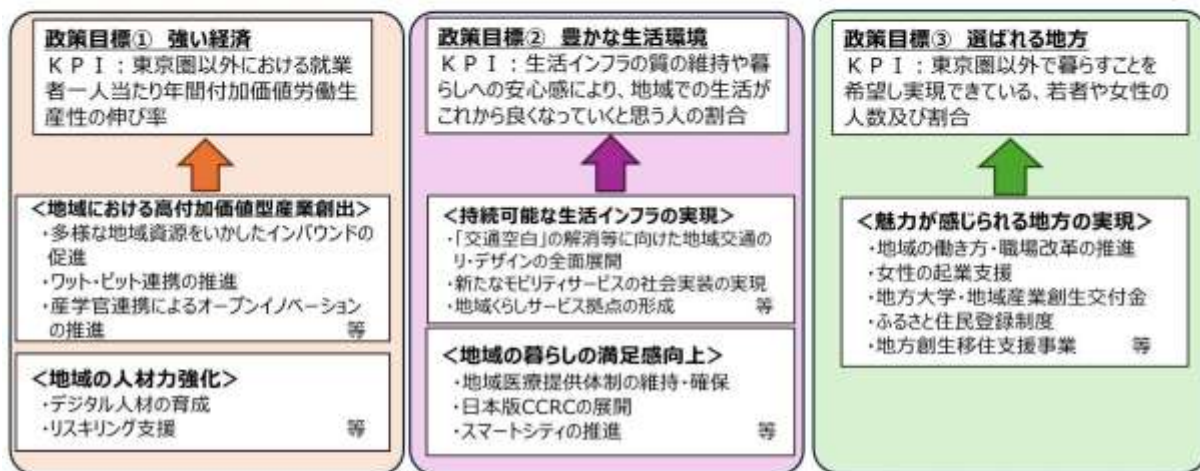 政策目標① 強い経済
KPI:東京圏以外における就業
者一人当たり年間付加価値労働生
産性の伸び率
<地域における高付加価値型産業創出>
・多様な地域資源をいかしたインバウンドの
促進
・ワット・ビット連携の推進
・産学官連携によるオープンイノベーション
の推進 等
<地域の人材力強化>
・デジタル人材の育成
・リスキリング支援 等
政策目標② 豊かな生活環境
KPI:生活インフラの質の維持や暮
らしへの安心感により、地域での生活が
これから良くなっていくと思う人の割合
<持続可能な生活インフラの実現>
・「交通空白」の解消等に向けた地域交通の
リ・デザインの全面展開
・新たなモビリティサービスの社会実装の実現
・地域くらしサービス拠点の形成 等
<地域の暮らしの満足感向上>
・地域医療提供体制の維持・確保
・日本版CCRCの展開
・スマートシティの推進 等
政策目標③ 選ばれる地方
KPI:東京圏以外で暮らすことを
希望し実現できている、若者や女性の
人数及び割合
<魅力が感じられる地方の実現>
・地域の働き方・職場改革の推進
・女性の起業支援
・地方大学・地域産業創生交付金
・ふるさと住民登録制度
・地方創生移住支援事業 等